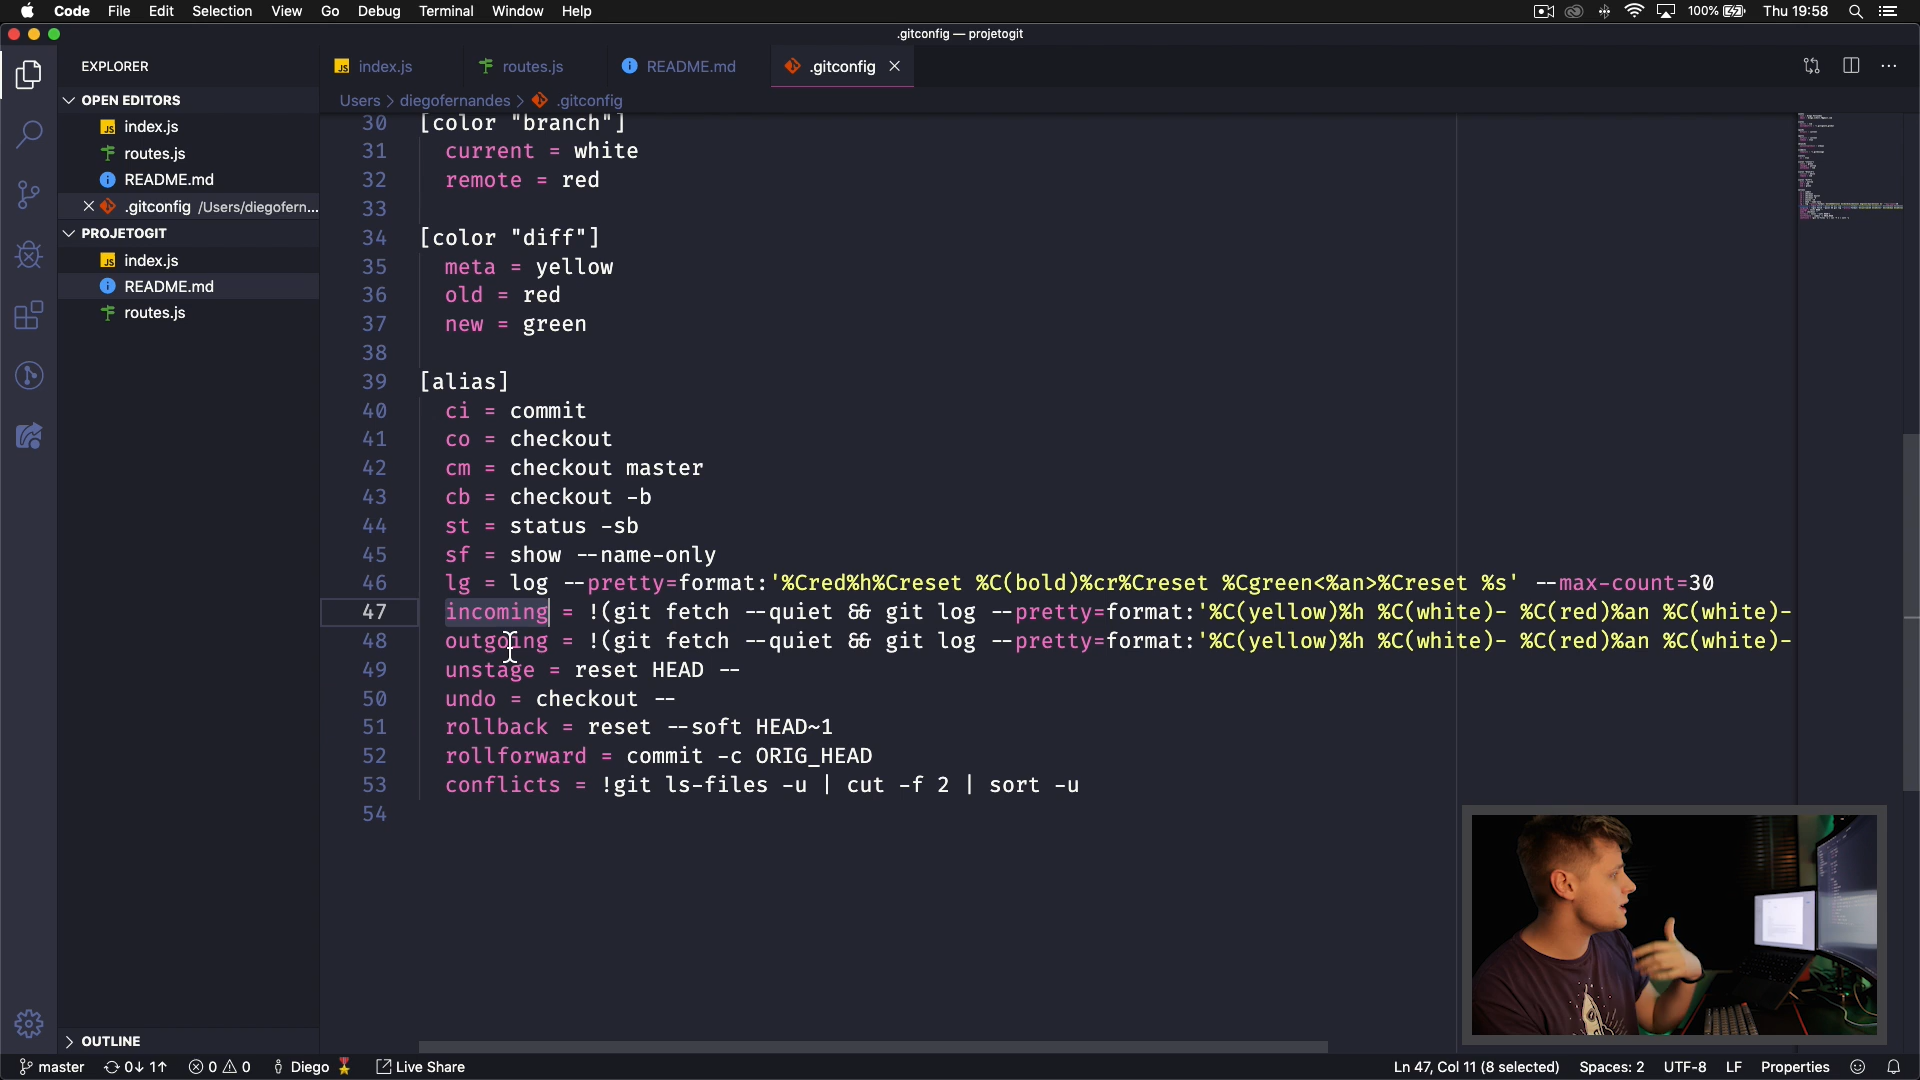 Code File Edit Selection View Go Debug Terminal Window Help 100% Thu 19:58
.gitconfig — projetogit
EXPLORER
OPEN EDITORS
JS index.js
routes.js
README.md
.gitconfig /Users/diegofern...
PROJETOGIT
JS index.js
README.md
routes.js
OUTLINE
JS index.js routes.js README.md .gitconfig
Users > diegofernandes > .gitconfig
30 [color "branch"]
31 current = white
32 remote = red
33
34 [color "diff"]
35 meta = yellow
36 old = red
37 new = green
38
39 [alias]
40 ci = commit
41 co = checkout
42 cm = checkout master
43 cb = checkout -b
44 st = status -sb
45 sf = show --name-only
46 lg = log --pretty=format:'%Cred%h%Creset %C(bold)%cr%Creset %Cgreen<%an>%Creset %s' --max-count=30
47 incoming = !(git fetch --quiet && git log --pretty=format:'%C(yellow)%h %C(white)- %C(red)%an %C(white)-
48 outgoing = !(git fetch --quiet && git log --pretty=format:'%C(yellow)%h %C(white)- %C(red)%an %C(white)-
49 unstage = reset HEAD --
50 undo = checkout --
51 rollback = reset --soft HEAD~1
52 rollforward = commit -c ORIG_HEAD
53 conflicts = !git ls-files -u | cut -f 2 | sort -u
54
master 0↓ 1↑ 0 0 Diego Live Share Ln 47, Col 11 (8 selected) Spaces: 2 UTF-8 LF Properties